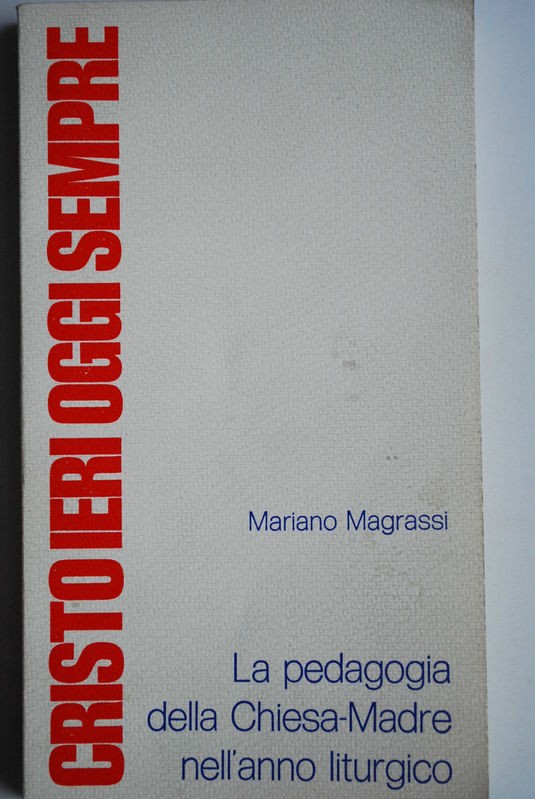 CRISTO IERI OGGI SEMPRE
Mariano Magrassi
La pedagogia
della Chiesa-Madre
nell'anno liturgico